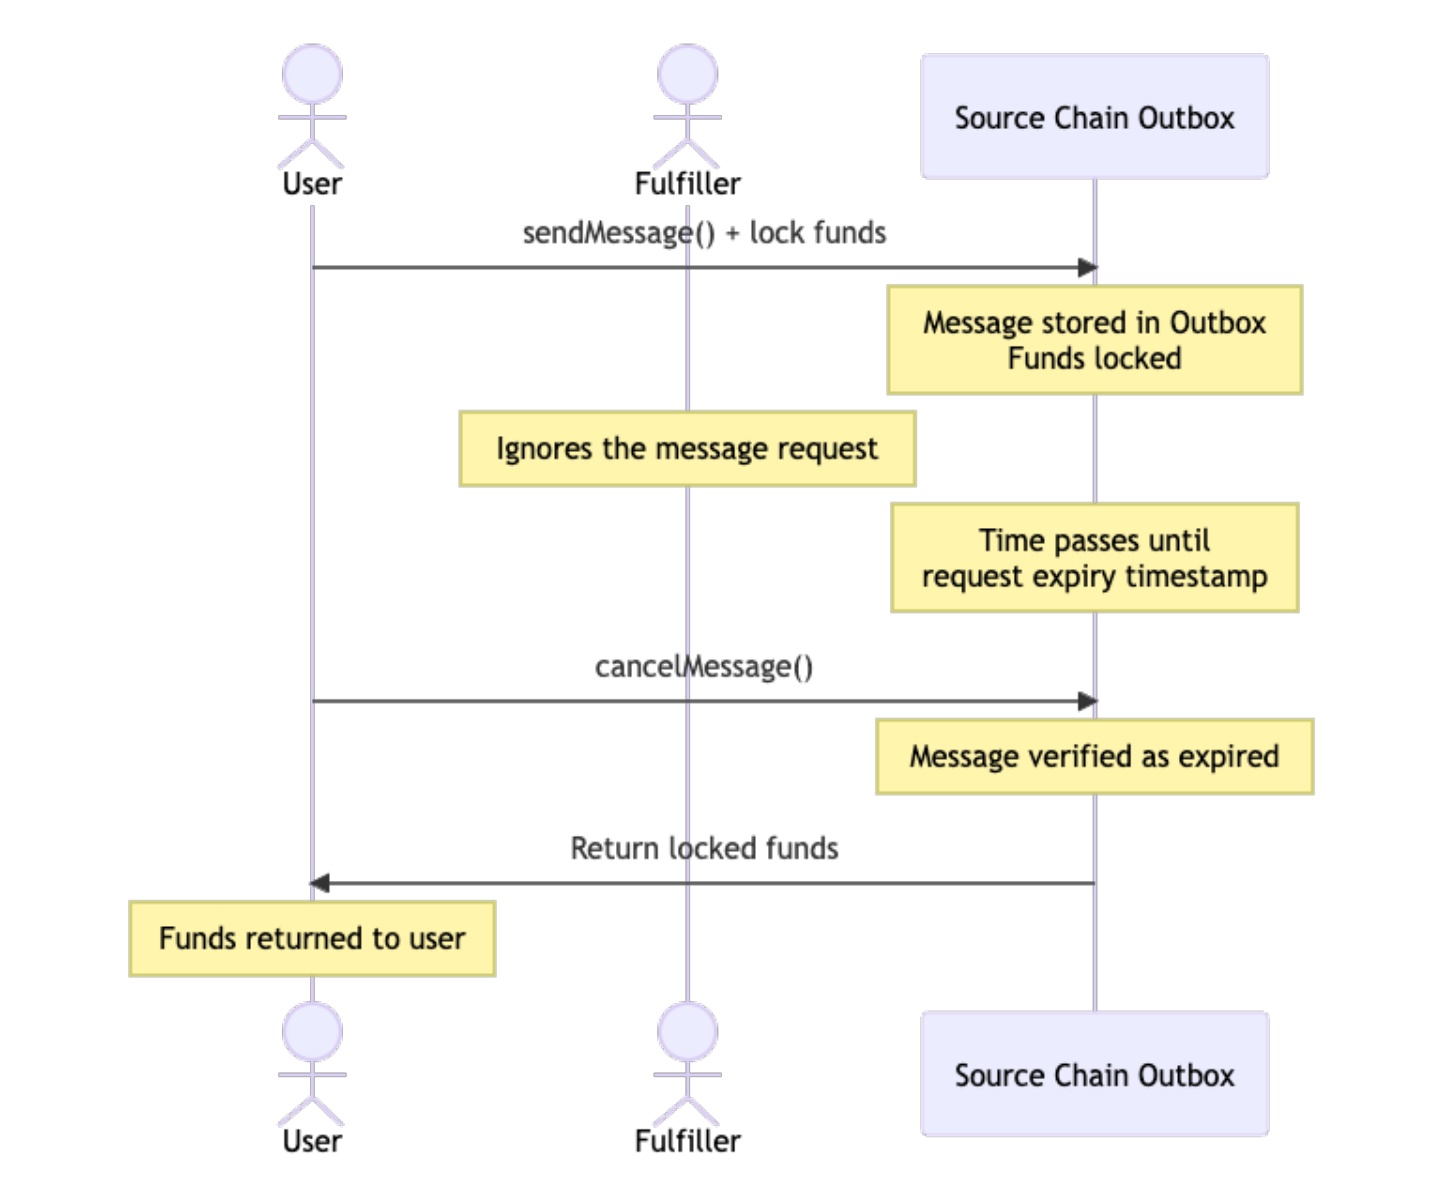 Source Chain Outbox
User
Fulfiller
sendMessage() + lock funds
Message stored in Outbox
Funds locked
Ignores the message request
Time passes until
request expiry timestamp
cancelMessage()
Message verified as expired
Return locked funds
Funds returned to user
Source Chain Outbox
User
Fulfiller